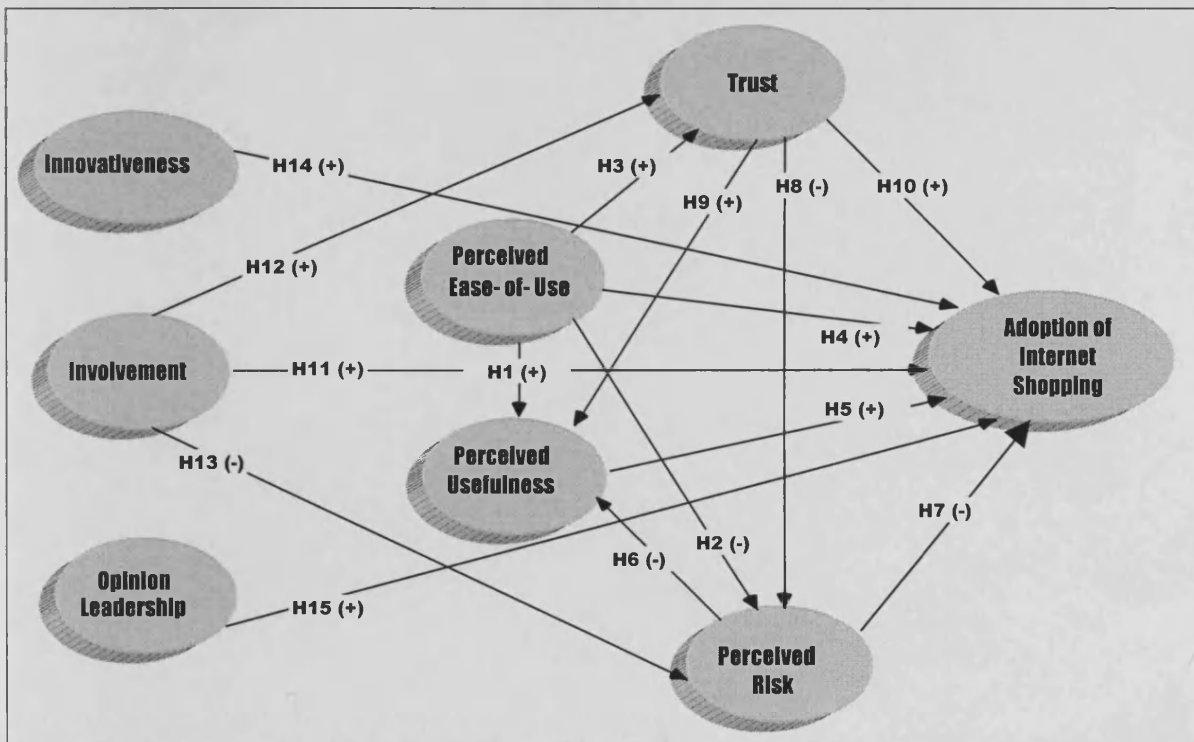 Trust
Innovativeness
H14 (+)
H3 (+)
H8 (-)
H10 (+)
H9 (+)
H12 (+)
Perceived
Ease- of- Use
Adoption of
Internet
Shopping
H4 (+)
Involvement
H11 (+)
H1 (+)
H5 (+)
H13 (-)
Perceived
Usefulness
H7 (-)
H2 (-)
H6 (-)
Opinion
Leadership
H15 (+)
Perceived
Risk